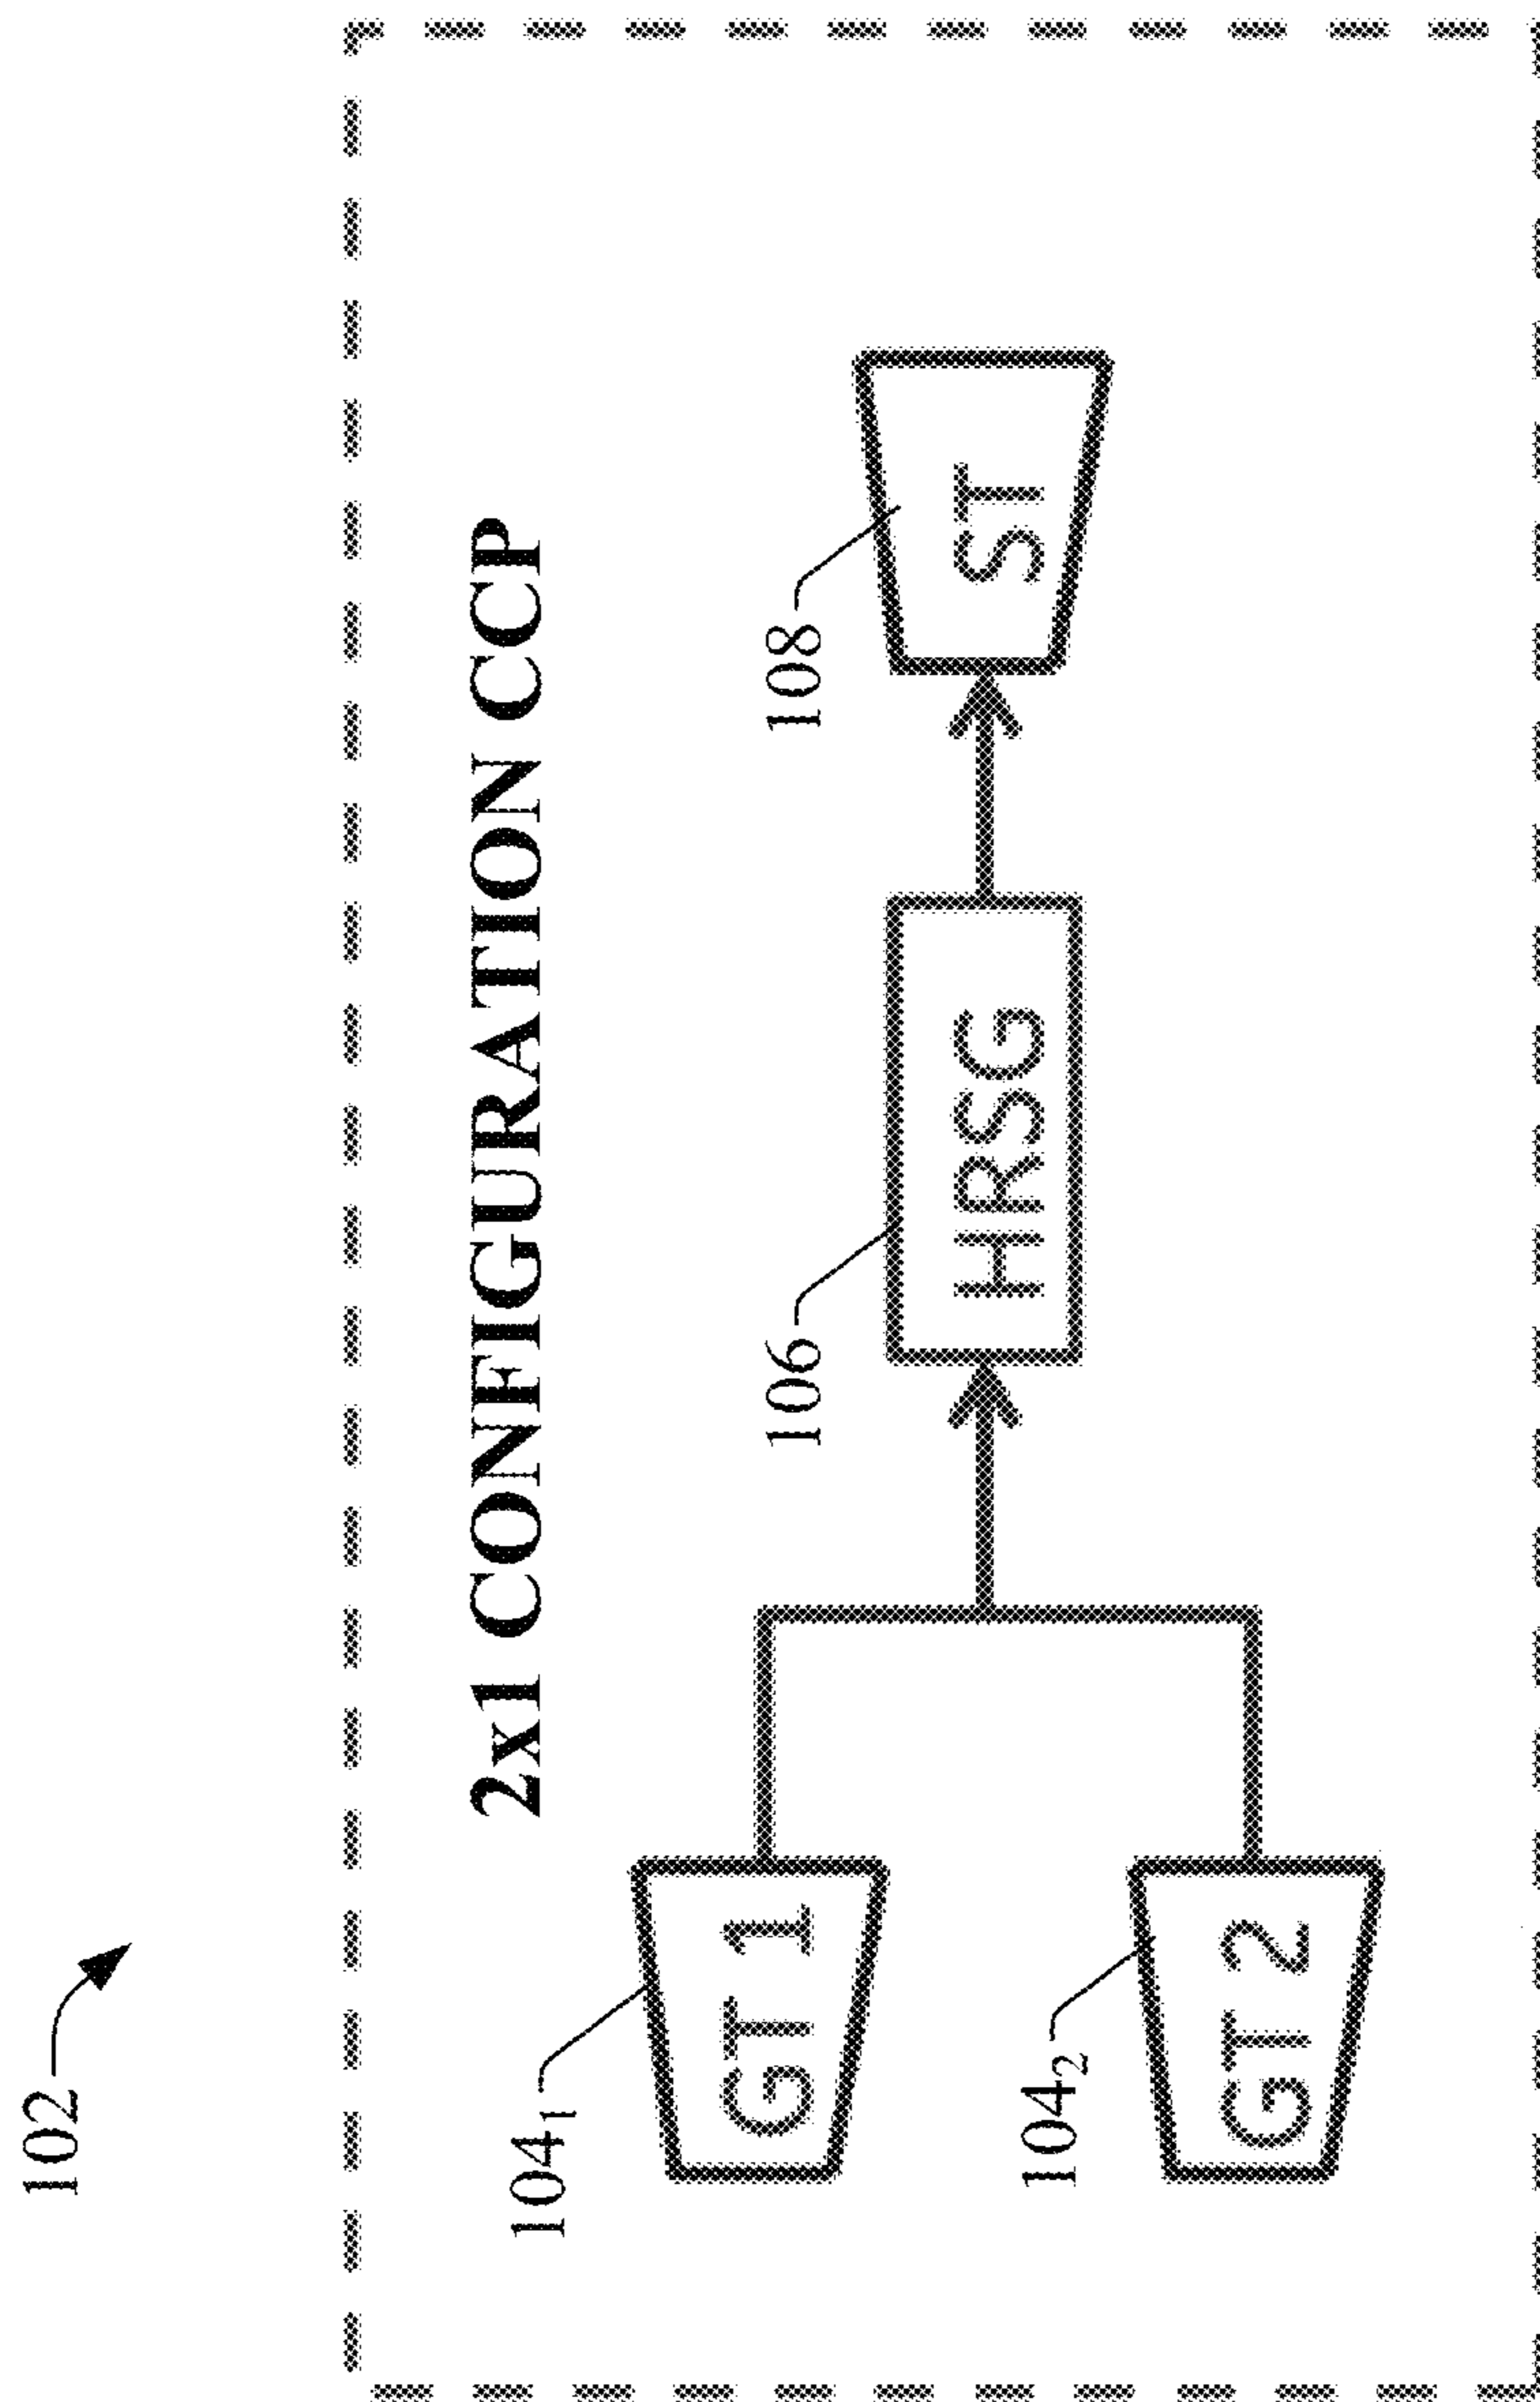 102
2x1 CONFIGURATION CCP
104₁
GT 1
106
HRSG
108
ST
104₂
GT 2